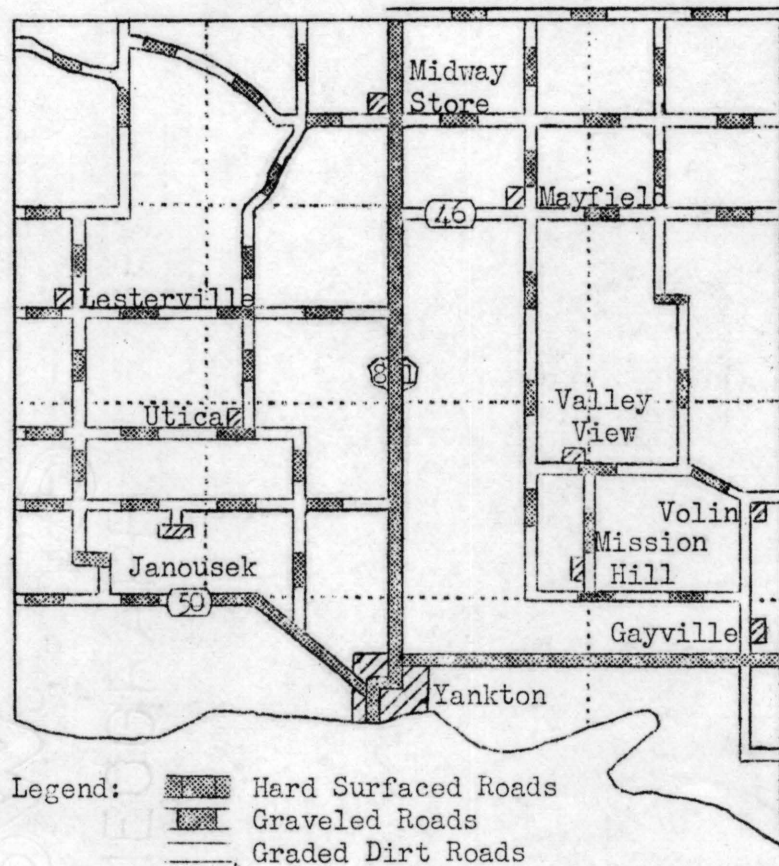 Midway
Store
Mayfield
46
Lesterville
81
Utica
Valley
View
Volin
Janousek
Mission
Hill
50
Gayville
Yankton
Legend:
Hard Surfaced Roads
Graveled Roads
Graded Dirt Roads